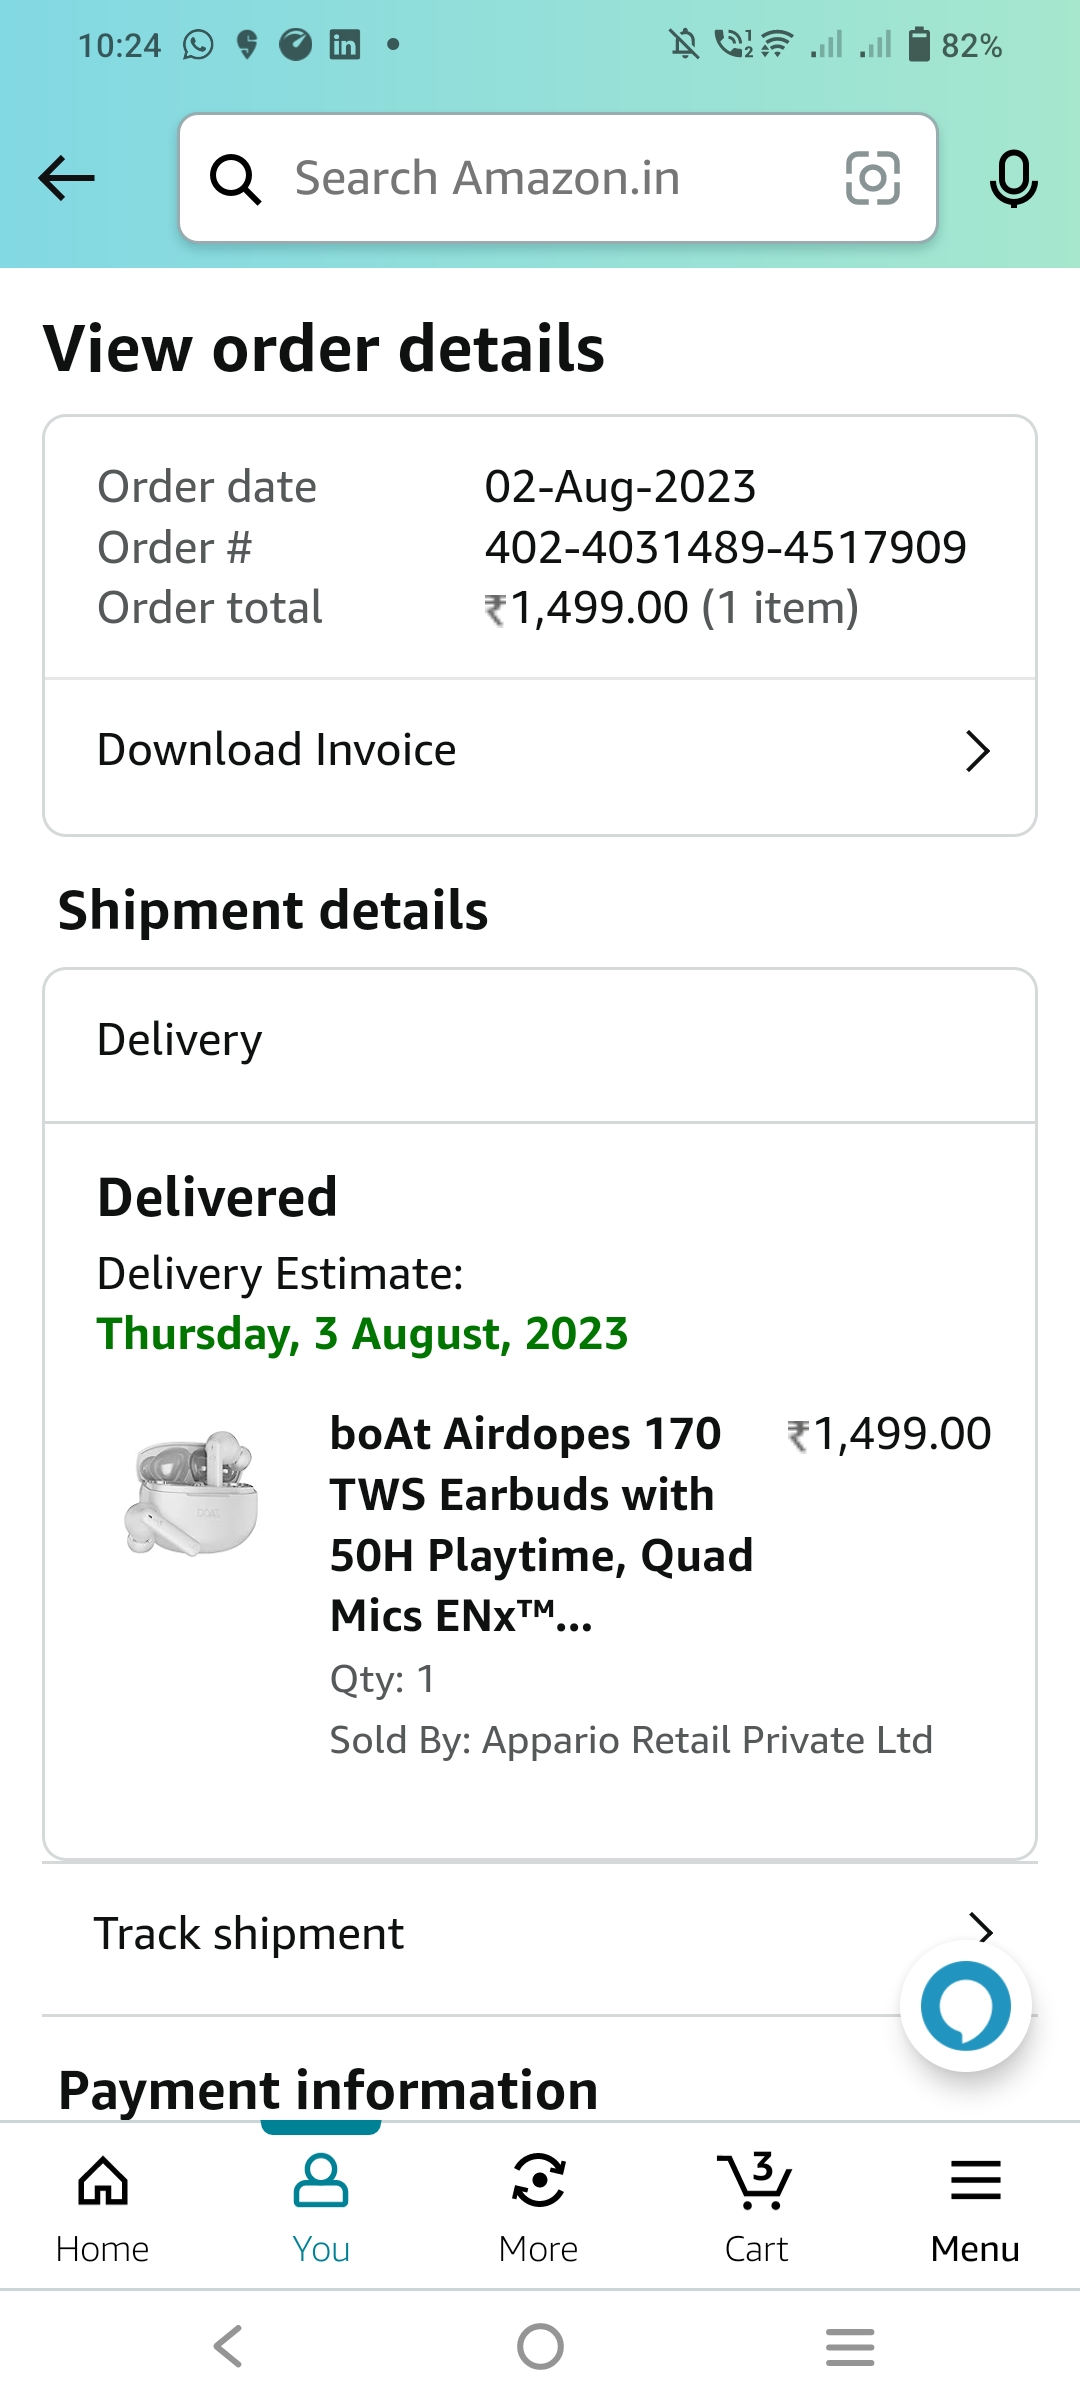 10:24
82%
Search Amazon.in
View order details
Order date 02-Aug-2023
Order # 402-4031489-4517909
Order total ₹1,499.00 (1 item)
Download Invoice
Shipment details
Delivery
Delivered
Delivery Estimate:
Thursday, 3 August, 2023
boAt Airdopes 170 ₹1,499.00
TWS Earbuds with
50H Playtime, Quad
Mics ENx™...
Qty: 1
Sold By: Appario Retail Private Ltd
Track shipment
Payment information
3
Home You More Cart Menu